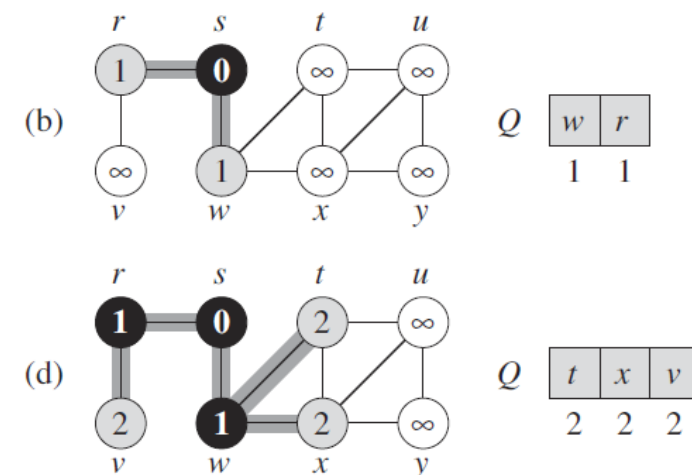 r s t u
(b) 1 0 ∞ ∞ Q w r
∞ 1 ∞ ∞ 1 1
v w x y
r s t u
(d) 1 0 2 ∞ Q t x v
2 1 2 ∞ 2 2 2
v w x y